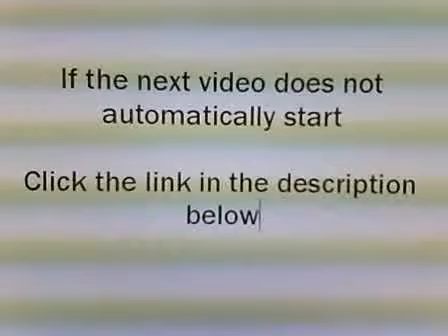 If the next video does not
automatically start
Click the link in the description
below